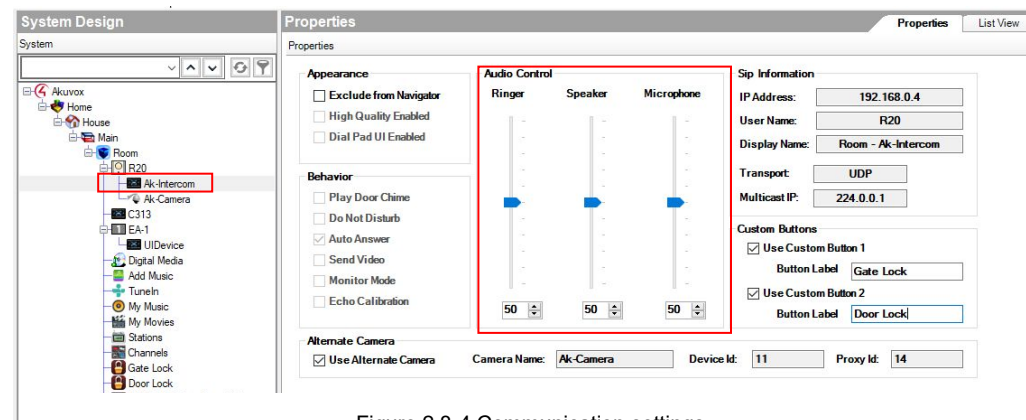 System Design
System
Akuvox
Home
House
Main
Room
R20
Ak-Intercom
Ak-Camera
C313
EA-1
UIDevice
Digital Media
Add Music
TuneIn
My Music
My Movies
Stations
Channels
Gate Lock
Door Lock
Properties
Properties
List View
Properties
Appearance
Exclude from Navigator
High Quality Enabled
Dial Pad UI Enabled
Behavior
Play Door Chime
Do Not Disturb
Auto Answer
Send Video
Monitor Mode
Echo Calibration
Audio Control
Ringer Speaker Microphone
50 50 50
Sip Information
IP Address: 192.168.0.4
User Name: R20
Display Name: Room - Ak-Intercom
Transport: UDP
Multicast IP: 224.0.0.1
Custom Buttons
Use Custom Button 1
Button Label Gate Lock
Use Custom Button 2
Button Label Door Lock
Alternate Camera
Use Alternate Camera Camera Name: Ak-Camera Device Id: 11 Proxy Id: 14